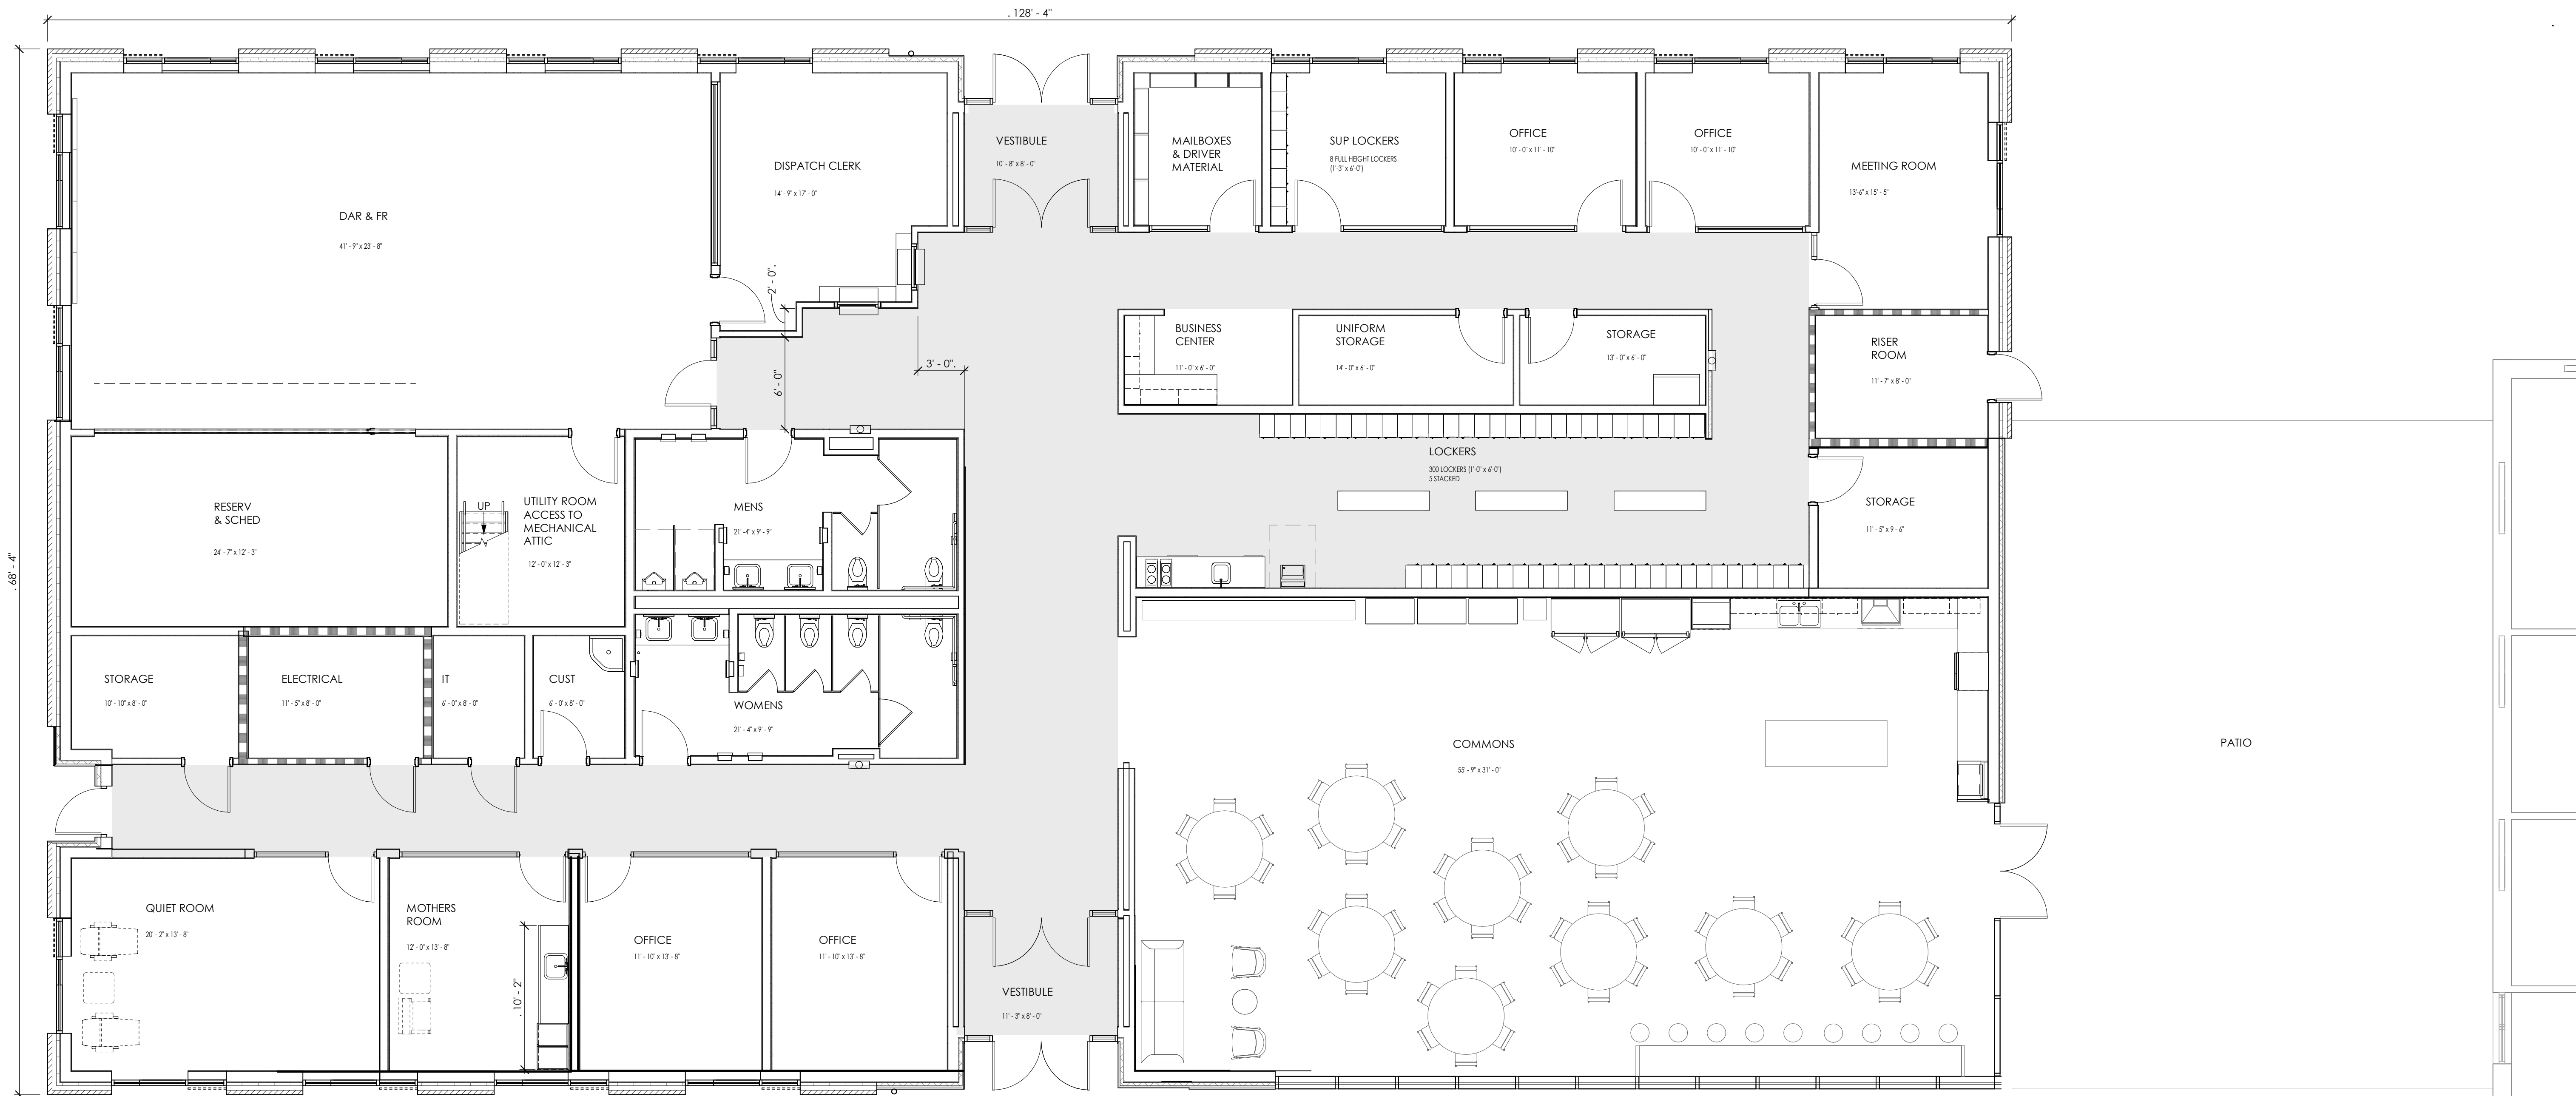 . 128' - 4"
. 68' - 4"
DAR & FR
41' - 9" x 23' - 8"
DISPATCH CLERK
14' - 9" x 17' - 0"
2' - 0".
6' - 0"
3' - 0".
VESTIBULE
10' - 8" x 8' - 0"
MAILBOXES
& DRIVER
MATERIAL
SUP LOCKERS
8 FULL HEIGHT LOCKERS
(1'-3" x 6'-0")
OFFICE
10' - 0" x 11' - 10"
OFFICE
10' - 0" x 11' - 10"
MEETING ROOM
13'-6" x 15' - 5"
BUSINESS
CENTER
11' - 0" x 6' - 0"
UNIFORM
STORAGE
14' - 0" x 6' - 0"
STORAGE
13' - 0" x 6' - 0"
RISER
ROOM
11' - 7" x 8' - 0"
LOCKERS
300 LOCKERS (1'-0" x 6'-0")
5 STACKED
STORAGE
11' - 5" x 9 - 6"
RESERV
& SCHED
24' - 7" x 12' - 3"
UP
UTILITY ROOM
ACCESS TO
MECHANICAL
ATTIC
12' - 0" x 12' - 3"
MENS
21' -4" x 9' - 9"
STORAGE
10' - 10" x 8' - 0"
ELECTRICAL
11' - 5" x 8' - 0"
IT
6' - 0" x 8' - 0"
CUST
6' - 0' x 8' - 0"
WOMENS
21' - 4" x 9' - 9"
COMMONS
55' - 9" x 31' - 0"
PATIO
QUIET ROOM
20' - 2" x 13' - 8"
MOTHERS
ROOM
12' - 0" x 13' - 8"
. 10' - 2"
OFFICE
11' - 10" x 13' - 8"
OFFICE
11' - 10" x 13' - 8"
VESTIBULE
11' - 3" x 8' - 0"